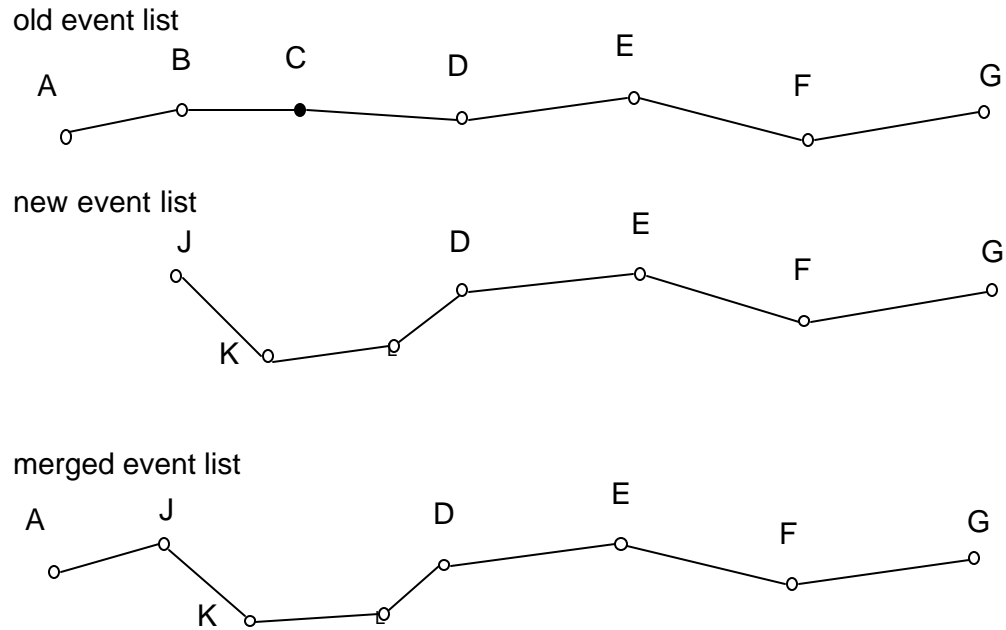 old event list
A B C D E F G
new event list
J D E F G
K L
merged event list
A J D E F G
K L